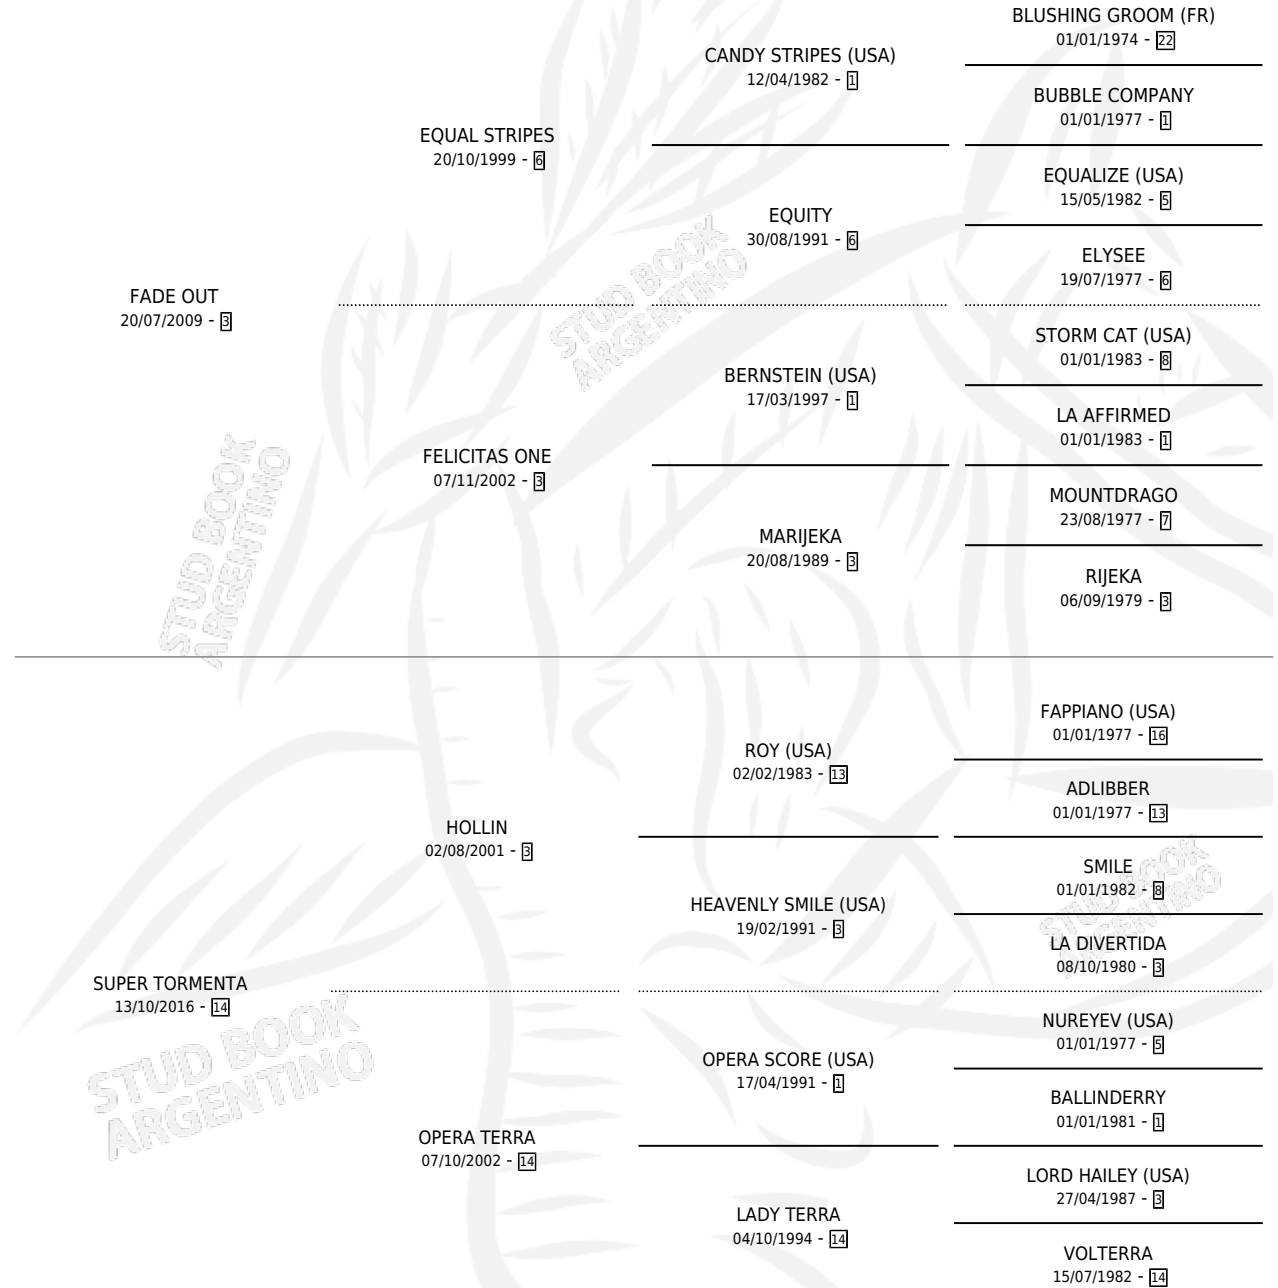 BLUSHING GROOM (FR)
01/01/1974 - 22
CANDY STRIPES (USA)
12/04/1982 - 1
BUBBLE COMPANY
01/01/1977 - 1
EQUAL STRIPES
20/10/1999 - 6
EQUALIZE (USA)
15/05/1982 - 5
EQUITY
30/08/1991 - 6
ELYSEE
19/07/1977 - 6
FADE OUT
20/07/2009 - 3
STORM CAT (USA)
01/01/1983 - 8
BERNSTEIN (USA)
17/03/1997 - 1
LA AFFIRMED
01/01/1983 - 1
FELICITAS ONE
07/11/2002 - 3
MOUNTDRAGO
23/08/1977 - 7
MARIJEKA
20/08/1989 - 3
RIJEKA
06/09/1979 - 3
FAPPIANO (USA)
01/01/1977 - 16
ROY (USA)
02/02/1983 - 13
ADLIBBER
01/01/1977 - 13
HOLLIN
02/08/2001 - 3
SMILE
01/01/1982 - 8
HEAVENLY SMILE (USA)
19/02/1991 - 3
LA DIVERTIDA
08/10/1980 - 3
SUPER TORMENTA
13/10/2016 - 14
NUREYEV (USA)
01/01/1977 - 5
OPERA SCORE (USA)
17/04/1991 - 1
BALLINDERRY
01/01/1981 - 1
OPERA TERRA
07/10/2002 - 14
LORD HAILEY (USA)
27/04/1987 - 3
LADY TERRA
04/10/1994 - 14
VOLTERRA
15/07/1982 - 14
STUD BOOK
ARGENTINO
STUD BOOK
ARGENTINO
STUD BOOK
ARGENTINO
STUD BOOK
ARGENTINO